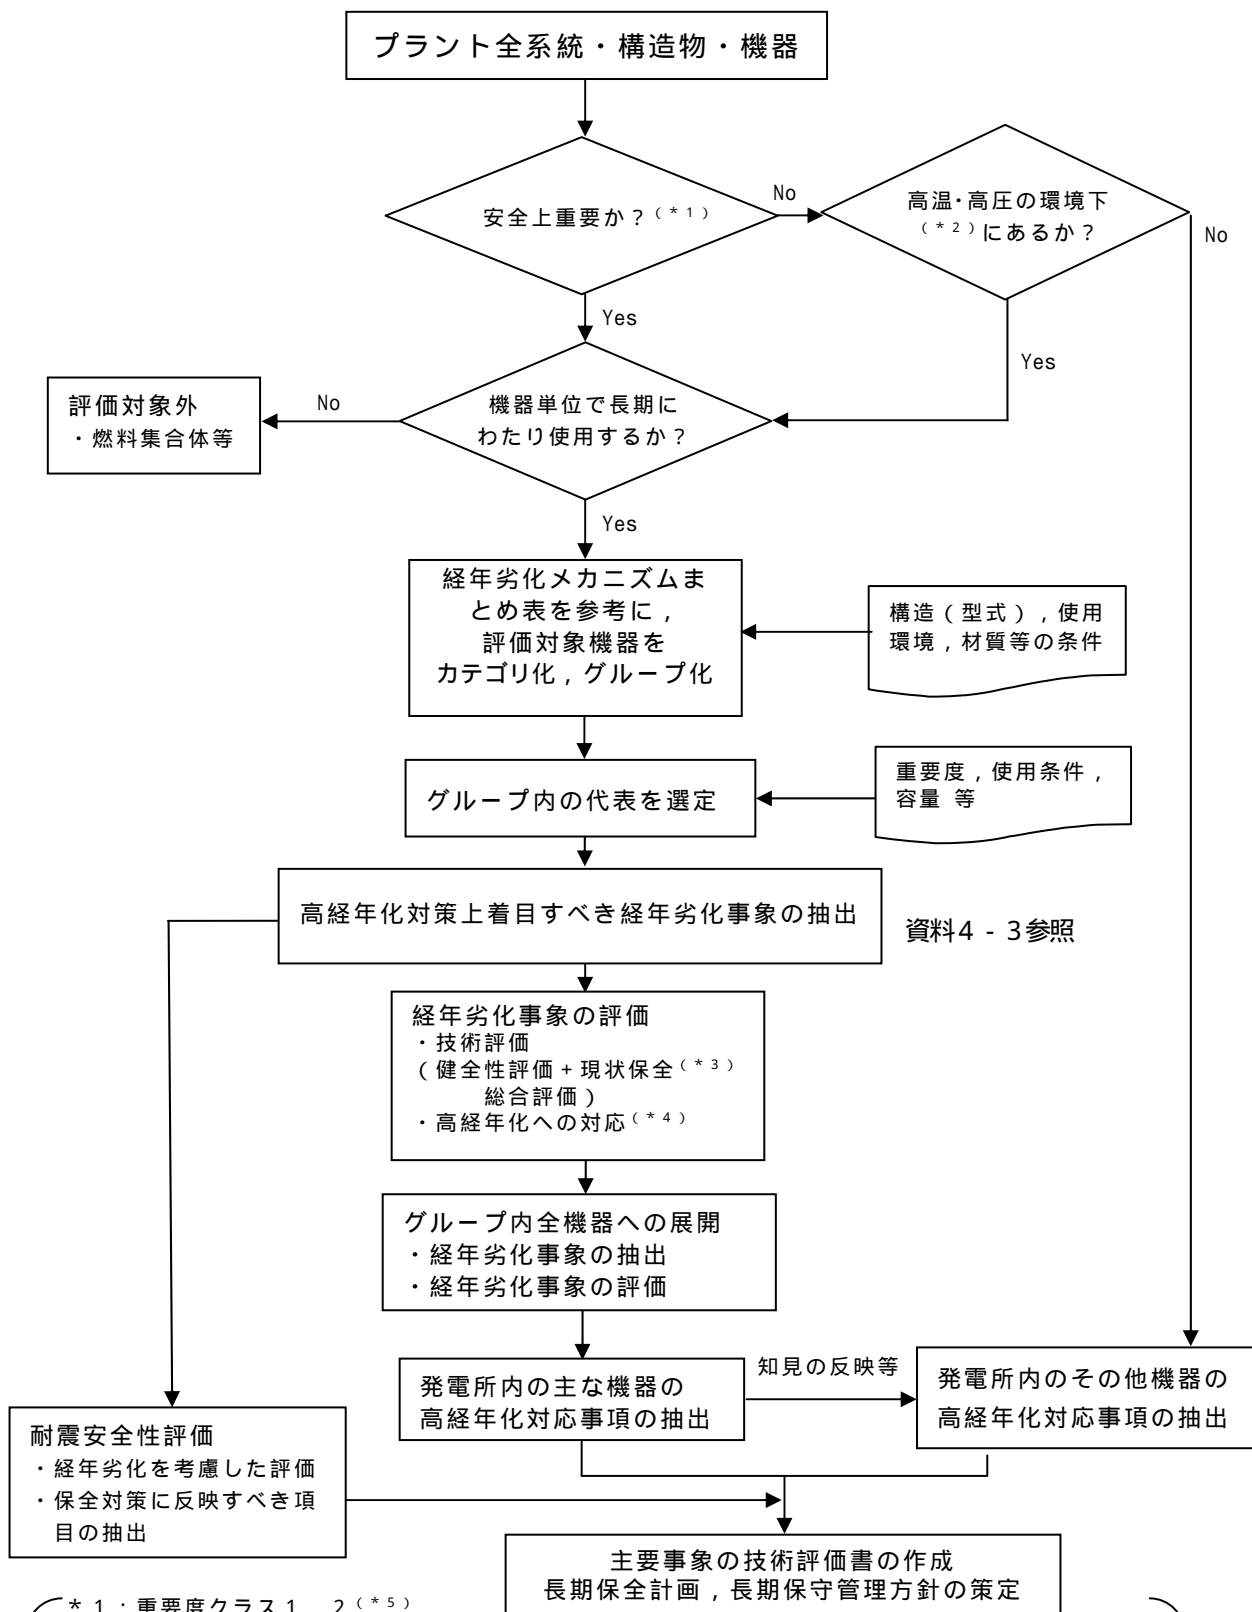 プラント全系統・構造物・機器
安全上重要か？(*1)
No
高温・高圧の環境下
(*2)にあるか？
No
Yes
Yes
評価対象外
・燃料集合体等
No
機器単位で長期に
わたり使用するか？
Yes
経年劣化メカニズムま
とめ表を参考に，
評価対象機器を
カテゴリ化，グループ化
構造（型式），使用
環境，材質等の条件
グループ内の代表を選定
重要度，使用条件，
容量 等
高経年化対策上着目すべき経年劣化事象の抽出
資料4-3参照
経年劣化事象の評価
・技術評価
（健全性評価+現状保全(*3)
総合評価）
・高経年化への対応(*4)
グループ内全機器への展開
・経年劣化事象の抽出
・経年劣化事象の評価
発電所内の主な機器の
高経年化対応事項の抽出
知見の反映等
発電所内のその他機器の
高経年化対応事項の抽出
耐震安全性評価
・経年劣化を考慮した評価
・保全対策に反映すべき項
目の抽出
主要事象の技術評価書の作成
長期保全計画，長期保守管理方針の策定
*1：重要度クラス1，2(*5)